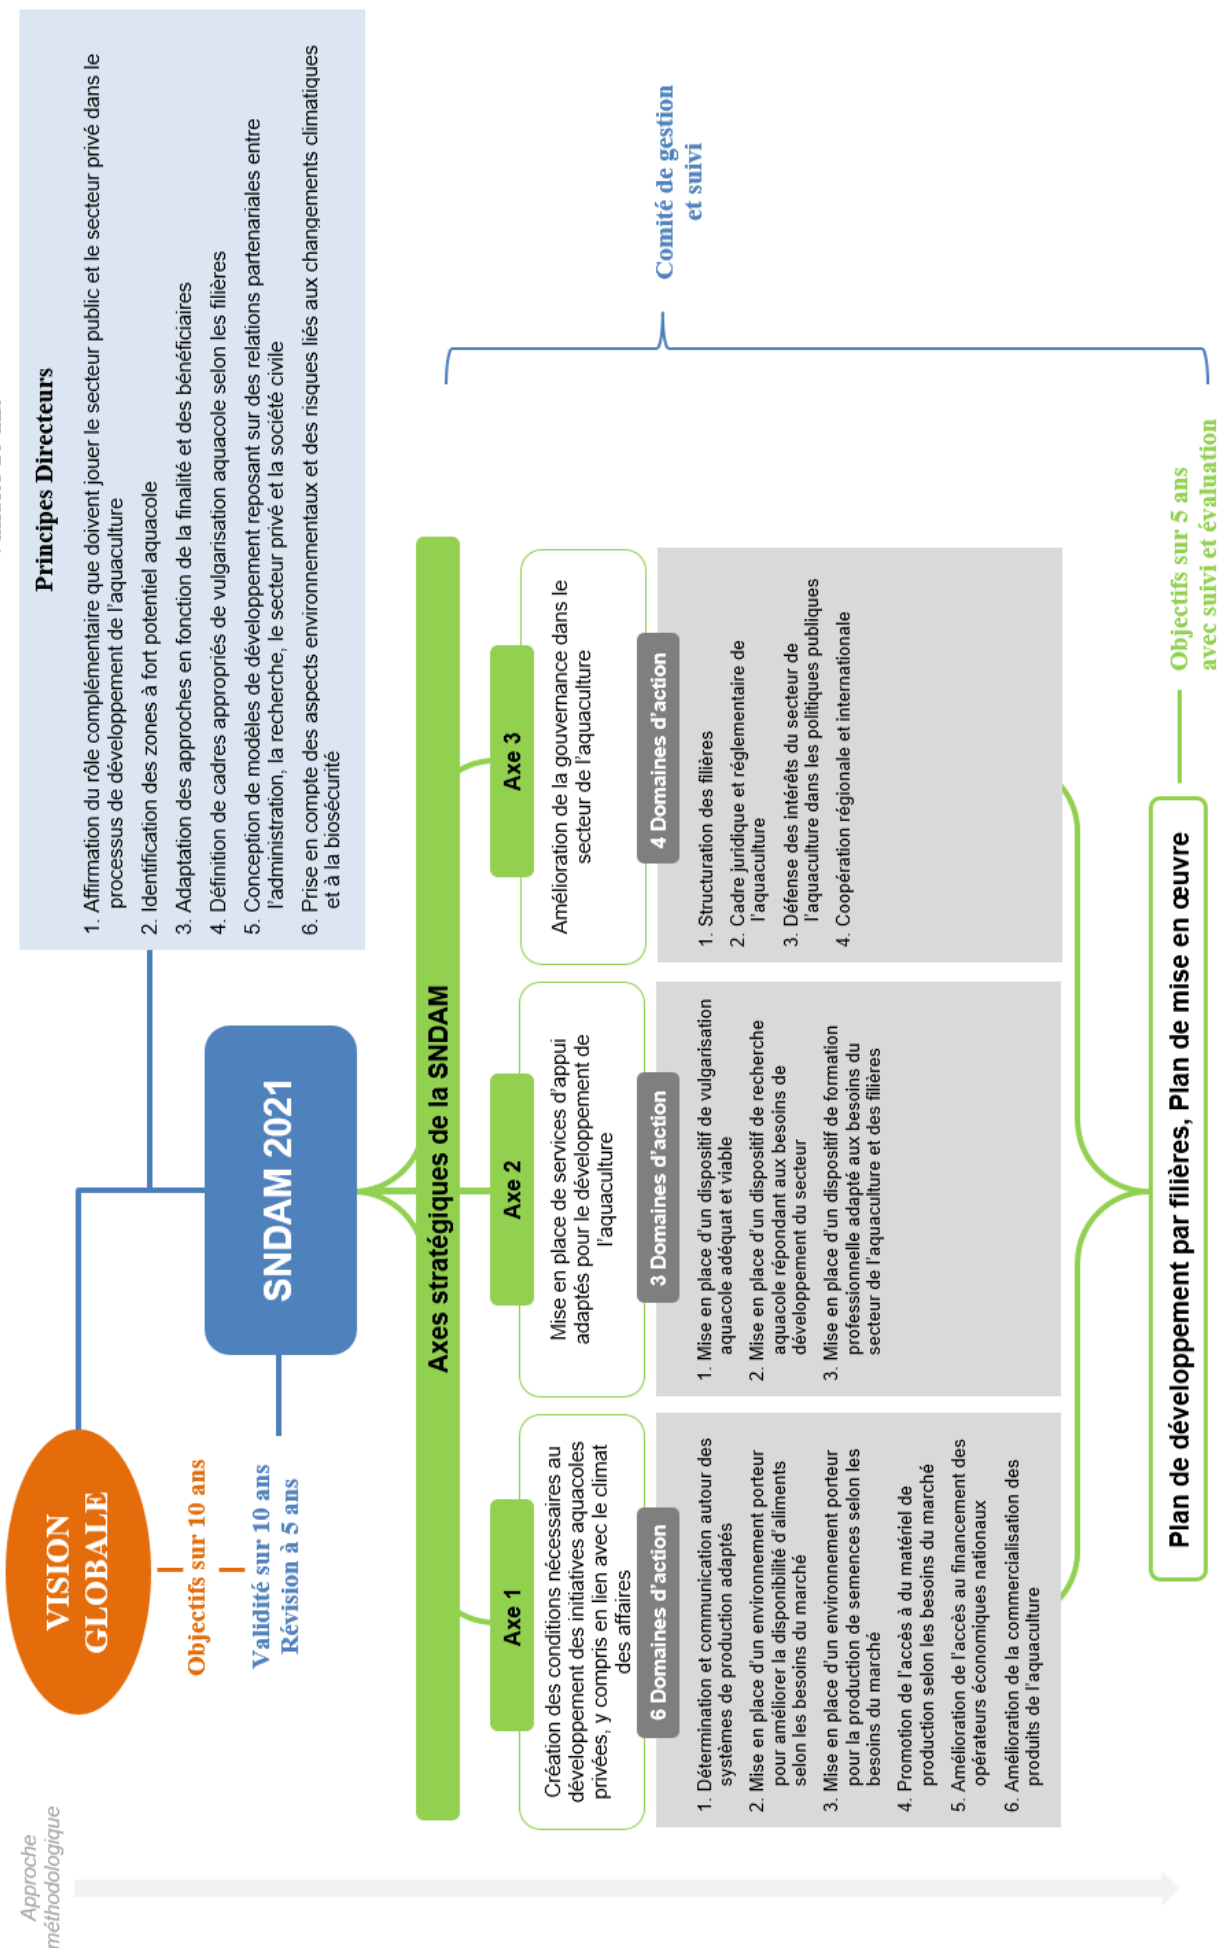 Approche
méthodologique
VISION
GLOBALE
Objectifs sur 10 ans
Validité sur 10 ans
Révision à 5 ans
SNDAM 2021
Principes Directeurs
1. Affirmation du rôle complémentaire que doivent jouer le secteur public et le secteur privé dans le
processus de développement de l'aquaculture
2. Identification des zones à fort potentiel aquacole
3. Adaptation des approches en fonction de la finalité et des bénéficiaires
4. Définition de cadres appropriés de vulgarisation aquacole selon les filières
5. Conception de modèles de développement reposant sur des relations partenariales entre
l'administration, la recherche, le secteur privé et la société civile
6. Prise en compte des aspects environnementaux et des risques liés aux changements climatiques
et à la biosécurité
Axes stratégiques de la SNDAM
Axe 1
Création des conditions nécessaires au
développement des initiatives aquacoles
privées, y compris en lien avec le climat
des affaires
6 Domaines d'action
1. Détermination et communication autour des
systèmes de production adaptés
2. Mise en place d'un environnement porteur
pour améliorer la disponibilité d'aliments
selon les besoins du marché
3. Mise en place d'un environnement porteur
pour la production de semences selon les
besoins du marché
4. Promotion de l'accès à du matériel de
production selon les besoins du marché
5. Amélioration de l'accès au financement des
opérateurs économiques nationaux
6. Amélioration de la commercialisation des
produits de l'aquaculture
Axe 2
Mise en place de services d'appui
adaptés pour le développement de
l'aquaculture
3 Domaines d'action
1. Mise en place d'un dispositif de vulgarisation
aquacole adéquat et viable
2. Mise en place d'un dispositif de recherche
aquacole répondant aux besoins de
développement du secteur
3. Mise en place d'un dispositif de formation
professionnelle adapté aux besoins du
secteur de l'aquaculture et des filières
Axe 3
Amélioration de la gouvernance dans le
secteur de l'aquaculture
4 Domaines d'action
1. Structuration des filières
2. Cadre juridique et réglementaire de
l'aquaculture
3. Défense des intérêts du secteur de
l'aquaculture dans les politiques publiques
4. Coopération régionale et internationale
Comité de gestion
et suivi
Plan de développement par filières, Plan de mise en œuvre
Objectifs sur 5 ans
avec suivi et évaluation